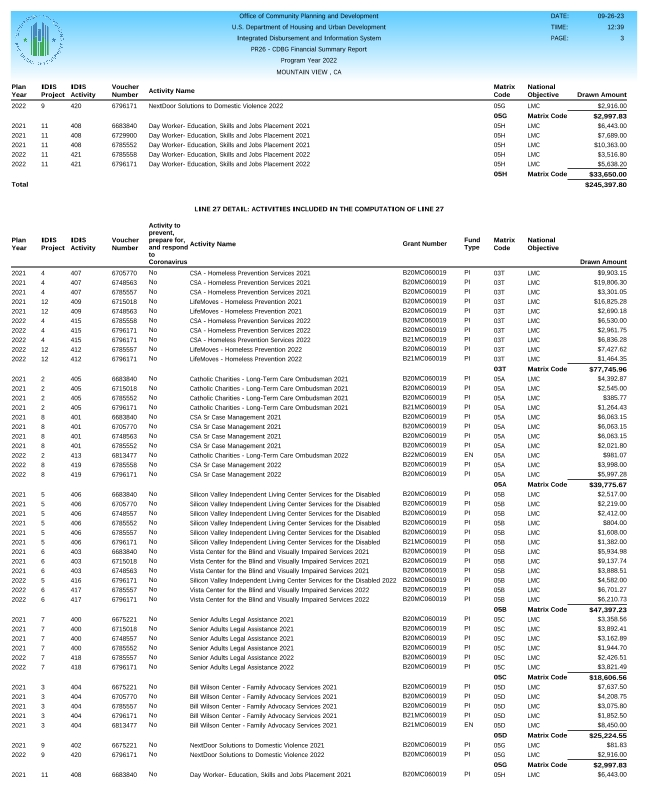 Office of Community Planning and Development DATE: 09-26-23
U.S. Department of Housing and Urban Development TIME: 12:39
Integrated Disbursement and Information System PAGE: 3
PR26 - CDBG Financial Summary Report
Program Year 2022
MOUNTAIN VIEW , CA
Plan Year IDIS Project IDIS Activity Voucher Number Activity Name Matrix Code National Objective Drawn Amount
2022 9 420 6796171 NextDoor Solutions to Domestic Violence 2022 05G LMC $2,916.00
05G Matrix Code $2,997.83
2021 11 408 6683840 Day Worker- Education, Skills and Jobs Placement 2021 05H LMC $6,443.00
2021 11 408 6729900 Day Worker- Education, Skills and Jobs Placement 2021 05H LMC $7,689.00
2021 11 408 6785552 Day Worker- Education, Skills and Jobs Placement 2021 05H LMC $10,363.00
2022 11 421 6785558 Day Worker- Education, Skills and Jobs Placement 2022 05H LMC $3,516.80
2022 11 421 6796171 Day Worker- Education, Skills and Jobs Placement 2022 05H LMC $5,638.20
05H Matrix Code $33,650.00
Total $245,397.80
LINE 27 DETAIL: ACTIVITIES INCLUDED IN THE COMPUTATION OF LINE 27
Plan Year IDIS Project IDIS Activity Voucher Number Activity to prevent, prepare for, and respond to Coronavirus Activity Name Grant Number Fund Type Matrix Code National Objective Drawn Amount
2021 4 407 6705770 No CSA - Homeless Prevention Services 2021 B20MC060019 PI 03T LMC $9,903.15
2021 4 407 6748563 No CSA - Homeless Prevention Services 2021 B20MC060019 PI 03T LMC $19,806.30
2021 4 407 6785557 No CSA - Homeless Prevention Services 2021 B20MC060019 PI 03T LMC $3,301.05
2021 12 409 6715018 No LifeMoves - Homeless Prevention 2021 B20MC060019 PI 03T LMC $16,825.28
2021 12 409 6748563 No LifeMoves - Homeless Prevention 2021 B20MC060019 PI 03T LMC $2,690.18
2022 4 415 6785558 No CSA - Homeless Prevention Services 2022 B20MC060019 PI 03T LMC $6,530.00
2022 4 415 6796171 No CSA - Homeless Prevention Services 2022 B20MC060019 PI 03T LMC $2,961.75
2022 4 415 6796171 No CSA - Homeless Prevention Services 2022 B21MC060019 PI 03T LMC $6,836.28
2022 12 412 6785557 No LifeMoves - Homeless Prevention 2022 B20MC060019 PI 03T LMC $7,427.62
2022 12 412 6796171 No LifeMoves - Homeless Prevention 2022 B21MC060019 PI 03T LMC $1,464.35
03T Matrix Code $77,745.96
2021 2 405 6683840 No Catholic Charities - Long-Term Care Ombudsman 2021 B20MC060019 PI 05A LMC $4,392.87
2021 2 405 6715018 No Catholic Charities - Long-Term Care Ombudsman 2021 B20MC060019 PI 05A LMC $2,545.00
2021 2 405 6785552 No Catholic Charities - Long-Term Care Ombudsman 2021 B20MC060019 PI 05A LMC $385.77
2021 2 405 6796171 No Catholic Charities - Long-Term Care Ombudsman 2021 B21MC060019 PI 05A LMC $1,264.43
2021 8 401 6683840 No CSA Sr Case Management 2021 B20MC060019 PI 05A LMC $6,063.15
2021 8 401 6705770 No CSA Sr Case Management 2021 B20MC060019 PI 05A LMC $6,063.15
2021 8 401 6748563 No CSA Sr Case Management 2021 B20MC060019 PI 05A LMC $6,063.15
2021 8 401 6785552 No CSA Sr Case Management 2021 B20MC060019 PI 05A LMC $2,021.80
2022 2 413 6813477 No Catholic Charities - Long-Term Care Ombudsman 2022 B22MC060019 EN 05A LMC $981.07
2022 8 419 6785558 No CSA Sr Case Management 2022 B20MC060019 PI 05A LMC $3,998.00
2022 8 419 6796171 No CSA Sr Case Management 2022 B20MC060019 PI 05A LMC $5,997.28
05A Matrix Code $39,775.67
2021 5 406 6683840 No Silicon Valley Independent Living Center Services for the Disabled B20MC060019 PI 05B LMC $2,517.00
2021 5 406 6705770 No Silicon Valley Independent Living Center Services for the Disabled B20MC060019 PI 05B LMC $2,219.00
2021 5 406 6748557 No Silicon Valley Independent Living Center Services for the Disabled B20MC060019 PI 05B LMC $2,412.00
2021 5 406 6785552 No Silicon Valley Independent Living Center Services for the Disabled B20MC060019 PI 05B LMC $804.00
2021 5 406 6785552 No Silicon Valley Independent Living Center Services for the Disabled B20MC060019 PI 05B LMC $1,608.00
2021 5 406 6796171 No Silicon Valley Independent Living Center Services for the Disabled B21MC060019 PI 05B LMC $1,382.00
2021 6 403 6683840 No Vista Center for the Blind and Visually Impaired Services 2021 B20MC060019 PI 05B LMC $5,934.98
2021 6 403 6715018 No Vista Center for the Blind and Visually Impaired Services 2021 B20MC060019 PI 05B LMC $9,137.74
2021 6 403 6748563 No Vista Center for the Blind and Visually Impaired Services 2021 B20MC060019 PI 05B LMC $3,888.51
2022 5 416 6796171 No Silicon Valley Independent Living Center Services for the Disabled 2022 B20MC060019 PI 05B LMC $4,582.00
2022 6 417 6785557 No Vista Center for the Blind and Visually Impaired Services 2022 B20MC060019 PI 05B LMC $6,701.27
2022 6 417 6796171 No Vista Center for the Blind and Visually Impaired Services 2022 B20MC060019 PI 05B LMC $6,210.73
05B Matrix Code $47,397.23
2021 7 400 6675221 No Senior Adults Legal Assistance 2021 B20MC060019 PI 05C LMC $3,358.56
2021 7 400 6715018 No Senior Adults Legal Assistance 2021 B20MC060019 PI 05C LMC $3,892.41
2021 7 400 6748557 No Senior Adults Legal Assistance 2021 B20MC060019 PI 05C LMC $3,162.89
2021 7 400 6785552 No Senior Adults Legal Assistance 2021 B20MC060019 PI 05C LMC $1,944.70
2022 7 418 6785557 No Senior Adults Legal Assistance 2022 B20MC060019 PI 05C LMC $2,426.51
2022 7 418 6796171 No Senior Adults Legal Assistance 2022 B20MC060019 PI 05C LMC $3,821.49
05C Matrix Code $18,606.56
2021 3 404 6675221 No Bill Wilson Center - Family Advocacy Services 2021 B20MC060019 PI 05D LMC $7,637.50
2021 3 404 6705770 No Bill Wilson Center - Family Advocacy Services 2021 B20MC060019 PI 05D LMC $4,208.75
2021 3 404 6785557 No Bill Wilson Center - Family Advocacy Services 2021 B20MC060019 PI 05D LMC $3,075.80
2021 3 404 6796171 No Bill Wilson Center - Family Advocacy Services 2021 B21MC060019 PI 05D LMC $1,852.50
2021 3 404 6813477 No Bill Wilson Center - Family Advocacy Services 2021 B21MC060019 EN 05D LMC $8,450.00
05D Matrix Code $25,224.55
2021 9 402 6675221 No NextDoor Solutions to Domestic Violence 2021 B20MC060019 PI 05G LMC $81.83
2022 9 420 6796171 No NextDoor Solutions to Domestic Violence 2022 B20MC060019 PI 05G LMC $2,916.00
05G Matrix Code $2,997.83
2021 11 408 6683840 No Day Worker- Education, Skills and Jobs Placement 2021 B20MC060019 PI 05H LMC $6,443.00